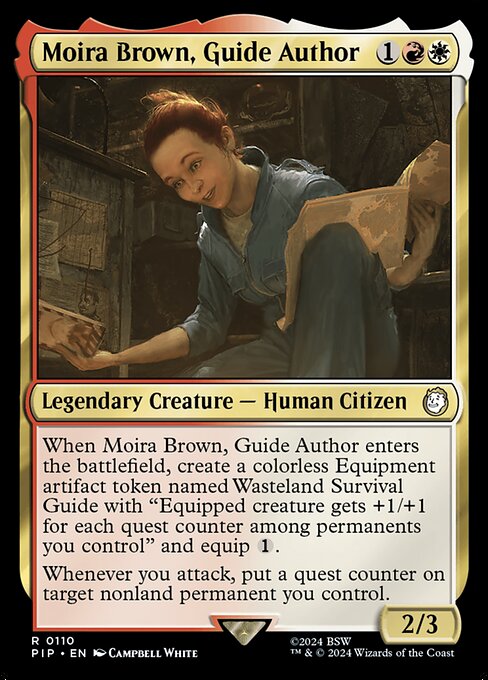 Moira Brown, Guide Author 1
Legendary Creature — Human Citizen
When Moira Brown, Guide Author enters
the battlefield, create a colorless Equipment
artifact token named Wasteland Survival
Guide with “Equipped creature gets +1/+1
for each quest counter among permanents
you control” and equip 1.
Whenever you attack, put a quest counter on
target nonland permanent you control.
2/3
R 0110
PIP • EN CAMPBELL WHITE
©2024 BSW
™ & © 2024 Wizards of the Coast